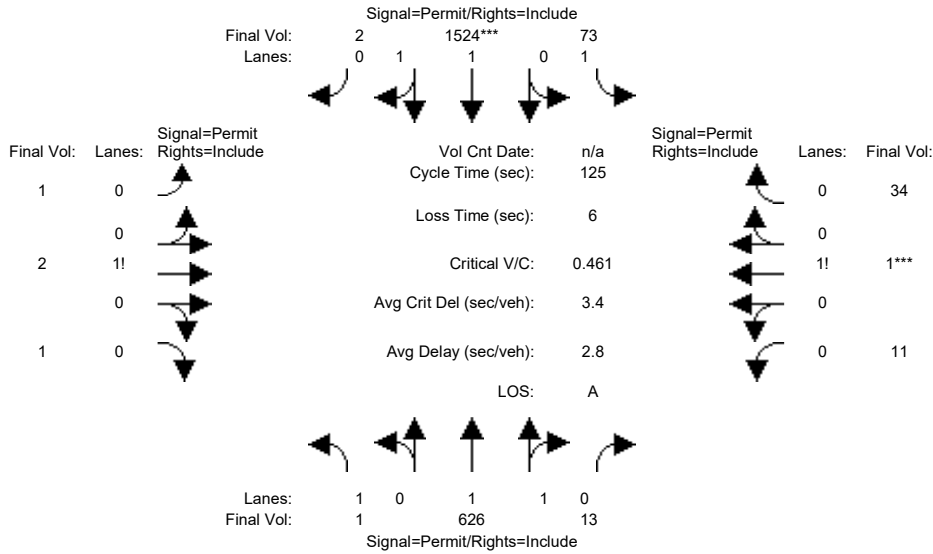 Signal=Permit/Rights=Include
Final Vol: 2 1524*** 73
Lanes: 0 1 1 0 1
Signal=Permit Signal=Permit
Final Vol: Lanes: Rights=Include Vol Cnt Date: n/a Rights=Include Lanes: Final Vol:
Cycle Time (sec): 125
1 0 0 34
Loss Time (sec): 6
0 0
2 1! Critical V/C: 0.461 1! 1***
0 Avg Crit Del (sec/veh): 3.4 0
1 0 Avg Delay (sec/veh): 2.8 0 11
LOS: A
Lanes: 1 0 1 1 0
Final Vol: 1 626 13
Signal=Permit/Rights=Include